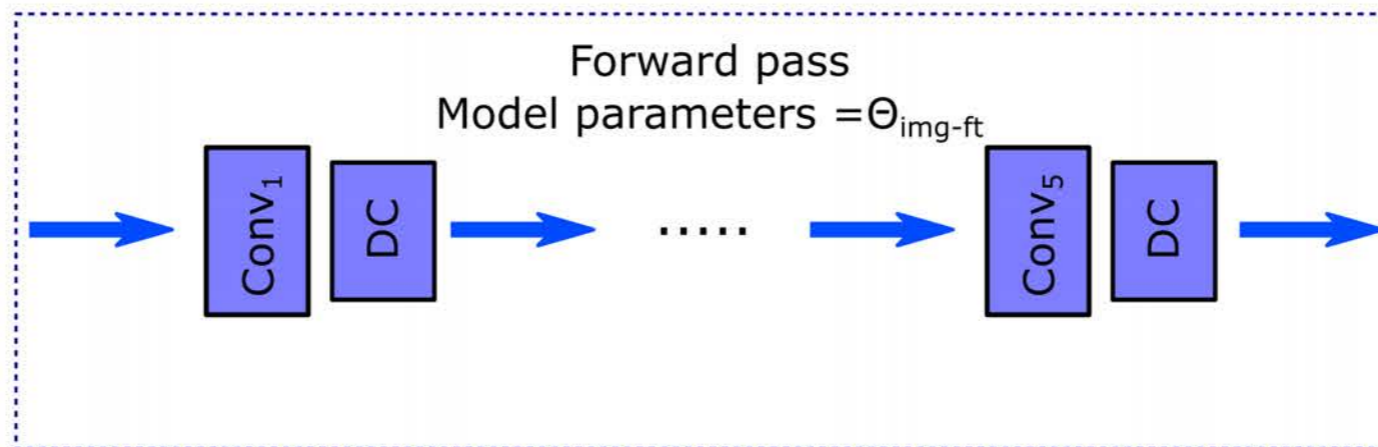 Forward pass
Model parameters =Θimg-ft
Conv1
DC
.....
Conv5
DC